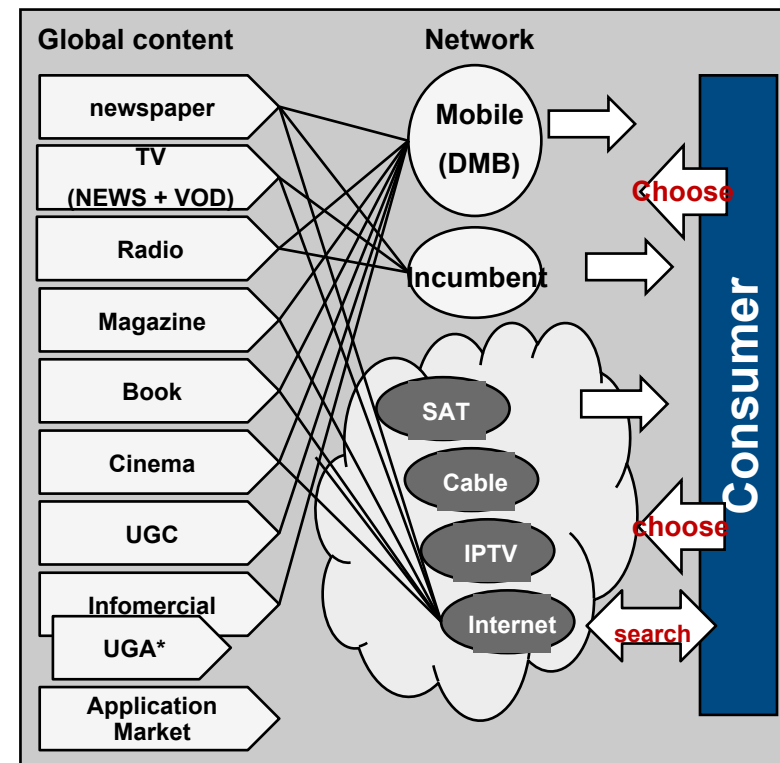 Global content
Network
newspaper
TV
(NEWS + VOD)
Radio
Magazine
Book
Cinema
UGC
Infomercial
UGA*
Application
Market
Mobile
(DMB)
Incumbent
SAT
Cable
IPTV
Internet
Choose
choose
search
Consumer